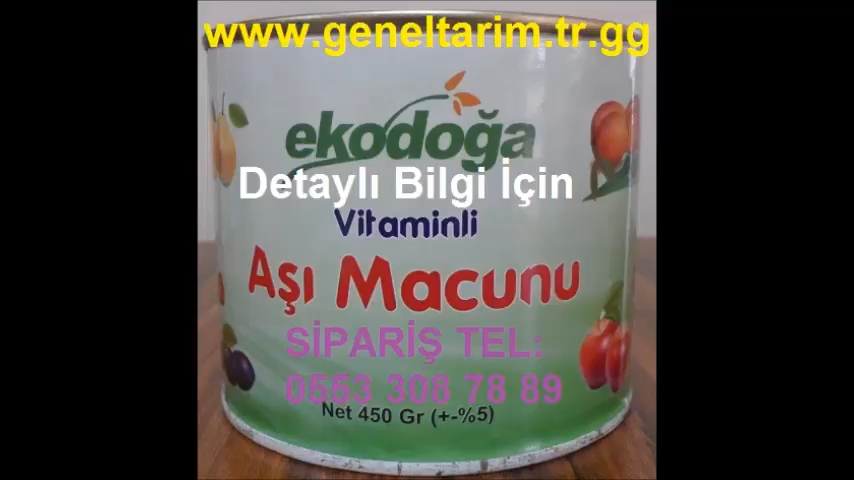 www.geneltarim.tr.gg
ekodoğa
Detaylı Bilgi İçin
Vitaminli
Aşı Macunu
SİPARİŞ TEL:
0553 308 78 89
Net 450 Gr (+-%5)